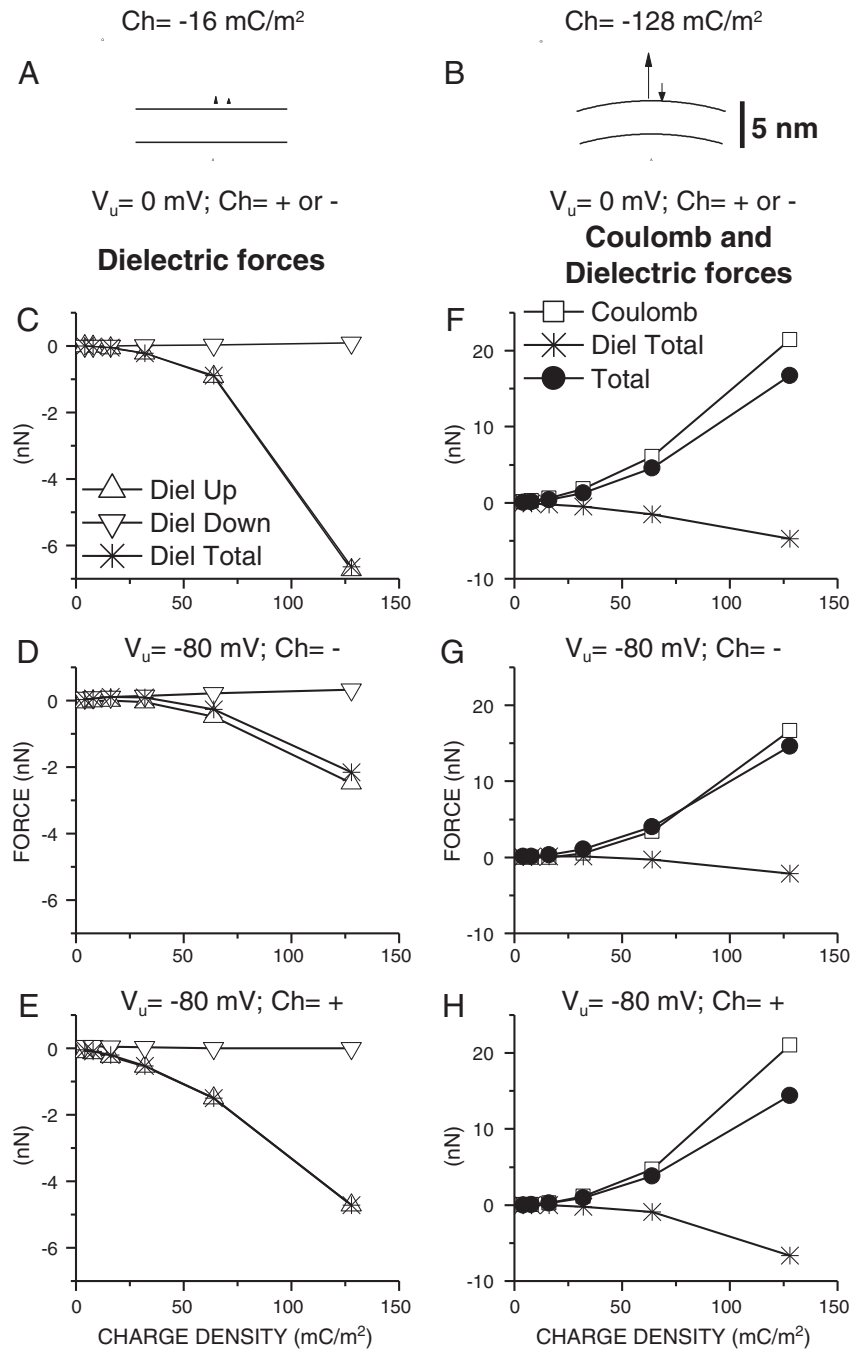 Ch= -16 mC/m²
Ch= -128 mC/m²
A
B
5 nm
V_u= 0 mV; Ch= + or -
V_u= 0 mV; Ch= + or -
Dielectric forces
Coulomb and
Dielectric forces
C
0
-2
-4
-6
(nN)
Diel Up
Diel Down
Diel Total
0
50
100
150
F
20
10
0
-10
(nN)
Coulomb
Diel Total
Total
0
50
100
150
D
V_u= -80 mV; Ch= -
0
-2
-4
-6
FORCE (nN)
0
50
100
150
G
V_u= -80 mV; Ch= -
20
10
0
-10
FORCE (nN)
0
50
100
150
E
V_u= -80 mV; Ch= +
0
-2
-4
-6
(nN)
0
50
100
150
CHARGE DENSITY (mC/m²)
H
V_u= -80 mV; Ch= +
20
10
0
-10
(nN)
0
50
100
150
CHARGE DENSITY (mC/m²)